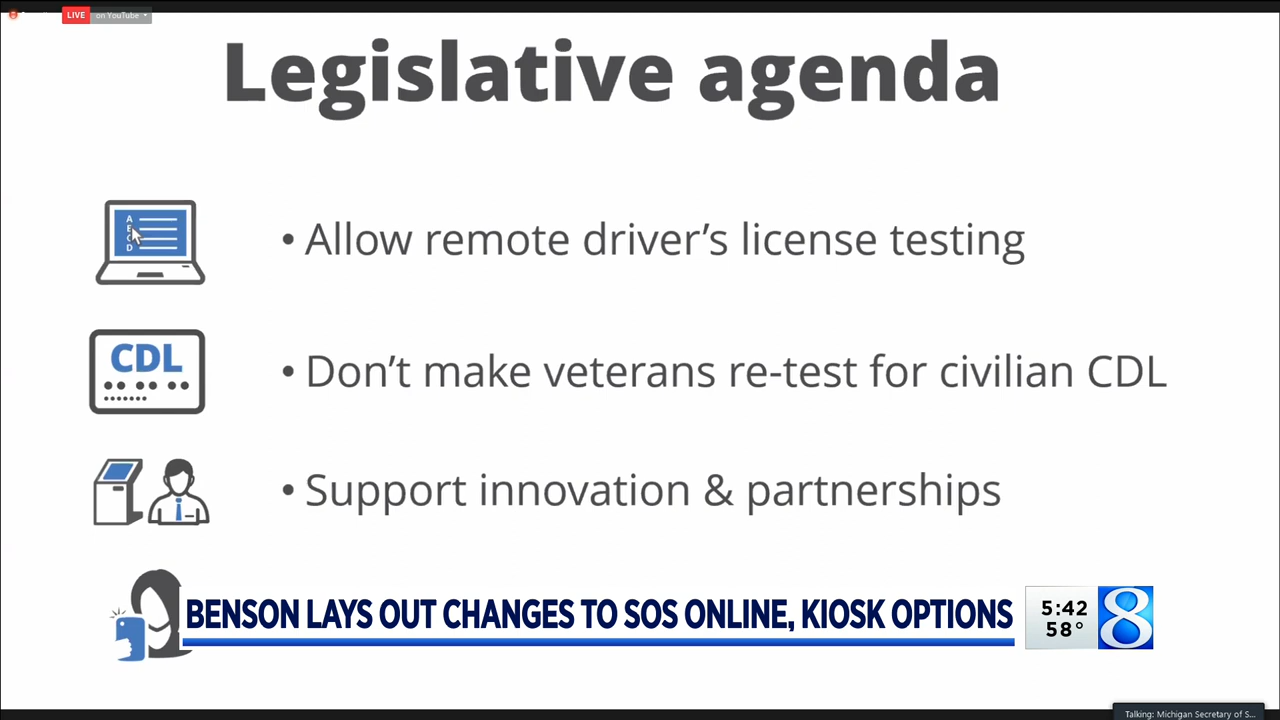 LIVE on YouTube
Legislative agenda
A
B
C
D
• Allow remote driver’s license testing
CDL
• Don’t make veterans re-test for civilian CDL
• Support innovation & partnerships
BENSON LAYS OUT CHANGES TO SOS ONLINE, KIOSK OPTIONS
5:42
58°
8
Talking: Michigan Secretary of S...